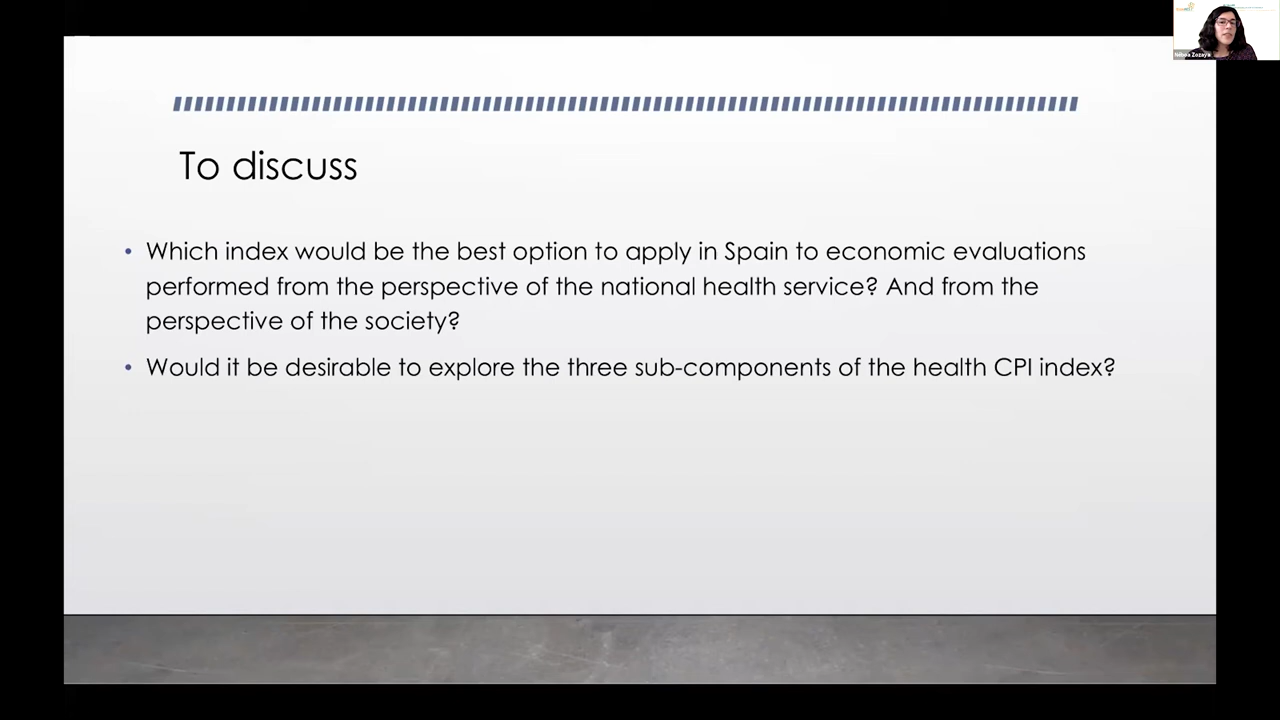 To discuss
• Which index would be the best option to apply in Spain to economic evaluations
performed from the perspective of the national health service? And from the
perspective of the society?
• Would it be desirable to explore the three sub-components of the health CPI index?